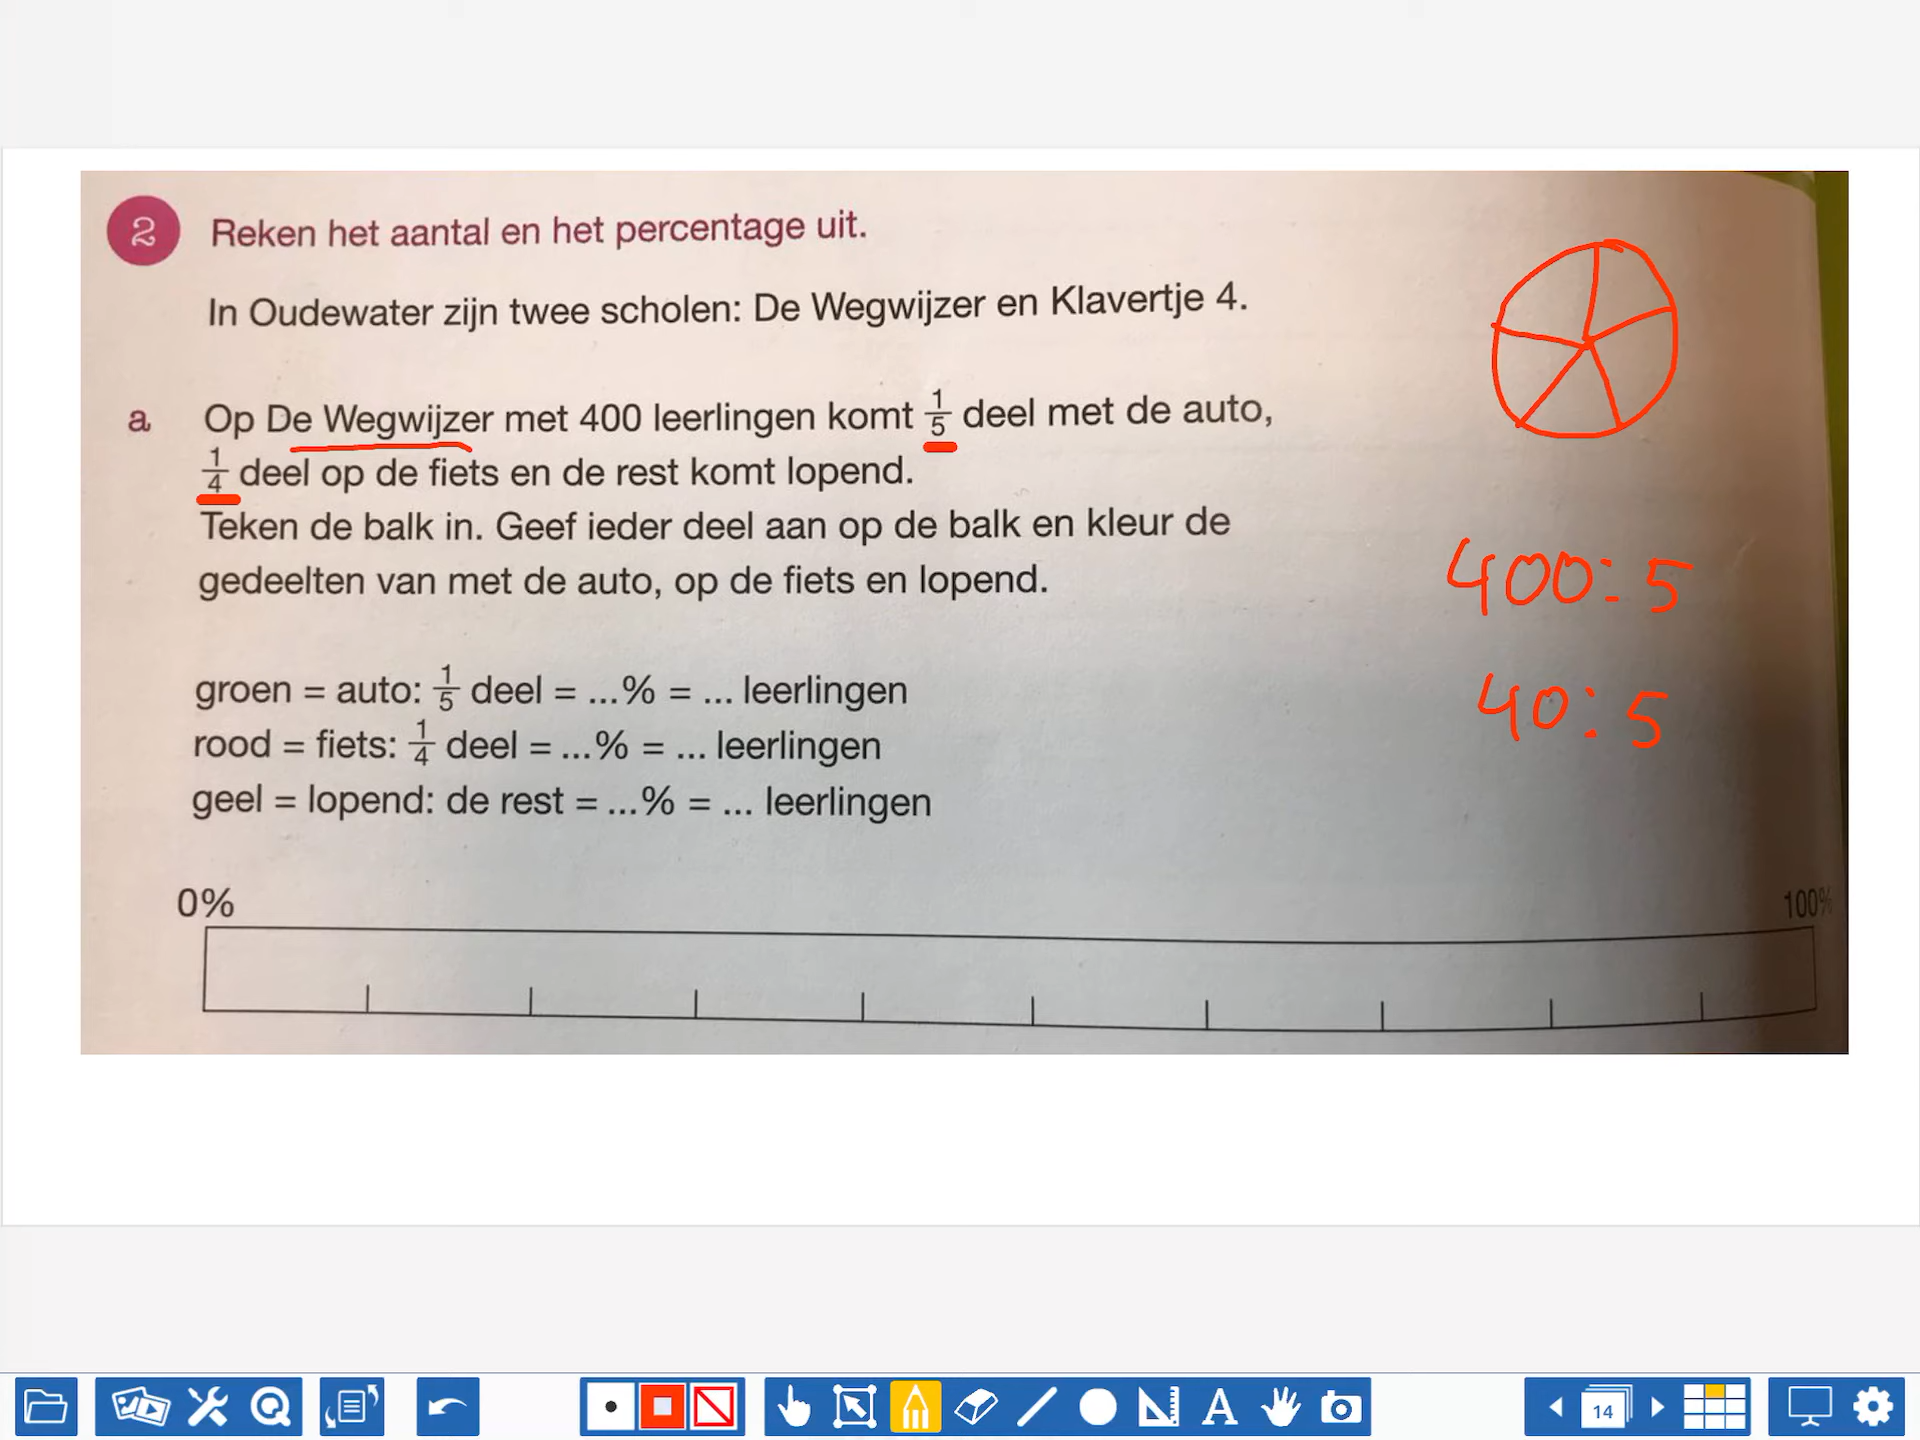 2 Reken het aantal en het percentage uit.
In Oudewater zijn twee scholen: De Wegwijzer en Klavertje 4.
a Op De Wegwijzer met 400 leerlingen komt 1/5 deel met de auto,
1/4 deel op de fiets en de rest komt lopend.
Teken de balk in. Geef ieder deel aan op de balk en kleur de
gedeelten van met de auto, op de fiets en lopend.
400:5
40:5
groen = auto: 1/5 deel = ...% = ... leerlingen
rood = fiets: 1/4 deel = ...% = ... leerlingen
geel = lopend: de rest = ...% = ... leerlingen
0% 100%
A 14